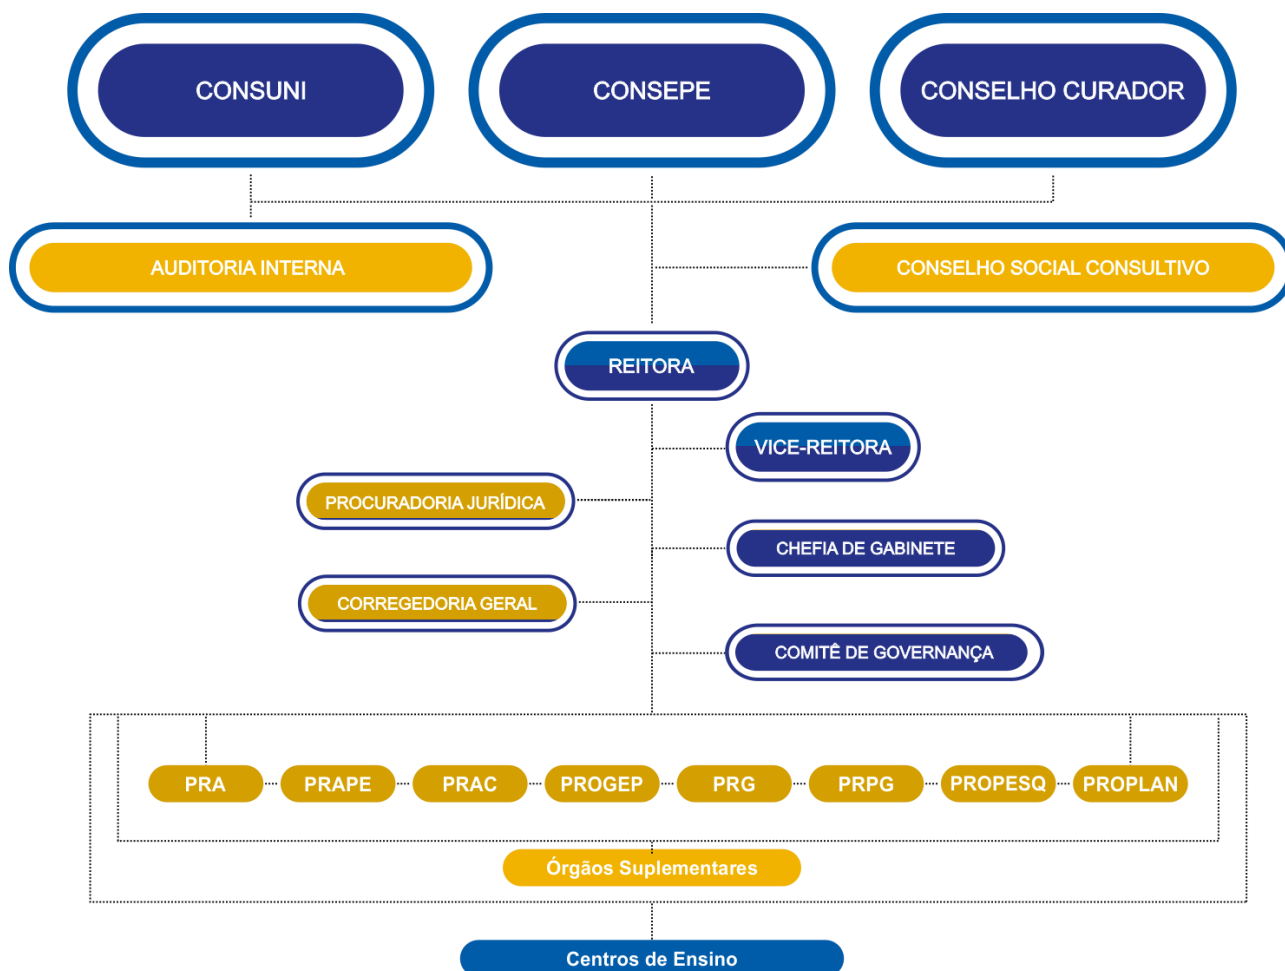 CONSUNI
CONSEPE
CONSELHO CURADOR
AUDITORIA INTERNA
CONSELHO SOCIAL CONSULTIVO
REITORA
VICE-REITORA
PROCURADORIA JURÍDICA
CHEFIA DE GABINETE
CORREGEDORIA GERAL
COMITÊ DE GOVERNANÇA
PRA
PRAPE
PRAC
PROGEP
PRG
PRPG
PROPESQ
PROPLAN
Órgãos Suplementares
Centros de Ensino